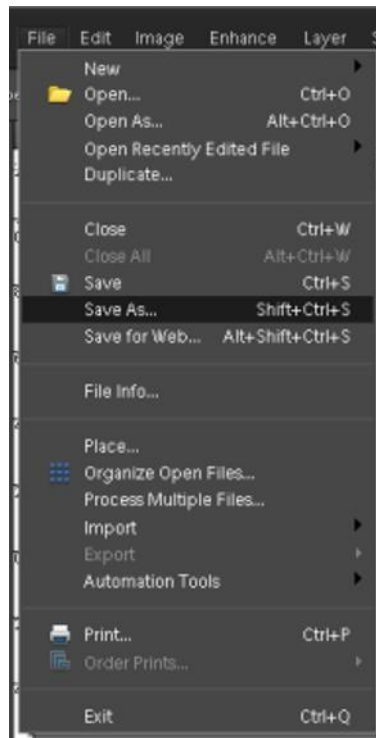 File Edit Image Enhance Layer
New
Open... Ctrl+O
Open As... Alt+Ctrl+O
Open Recently Edited File
Duplicate...
Close Ctrl+W
Close All Alt+Ctrl+W
Save Ctrl+S
Save As... Shift+Ctrl+S
Save for Web... Alt+Shift+Ctrl+S
File Info...
Place...
Organize Open Files...
Process Multiple Files...
Import
Export
Automation Tools
Print... Ctrl+P
Order Prints...
Exit Ctrl+Q